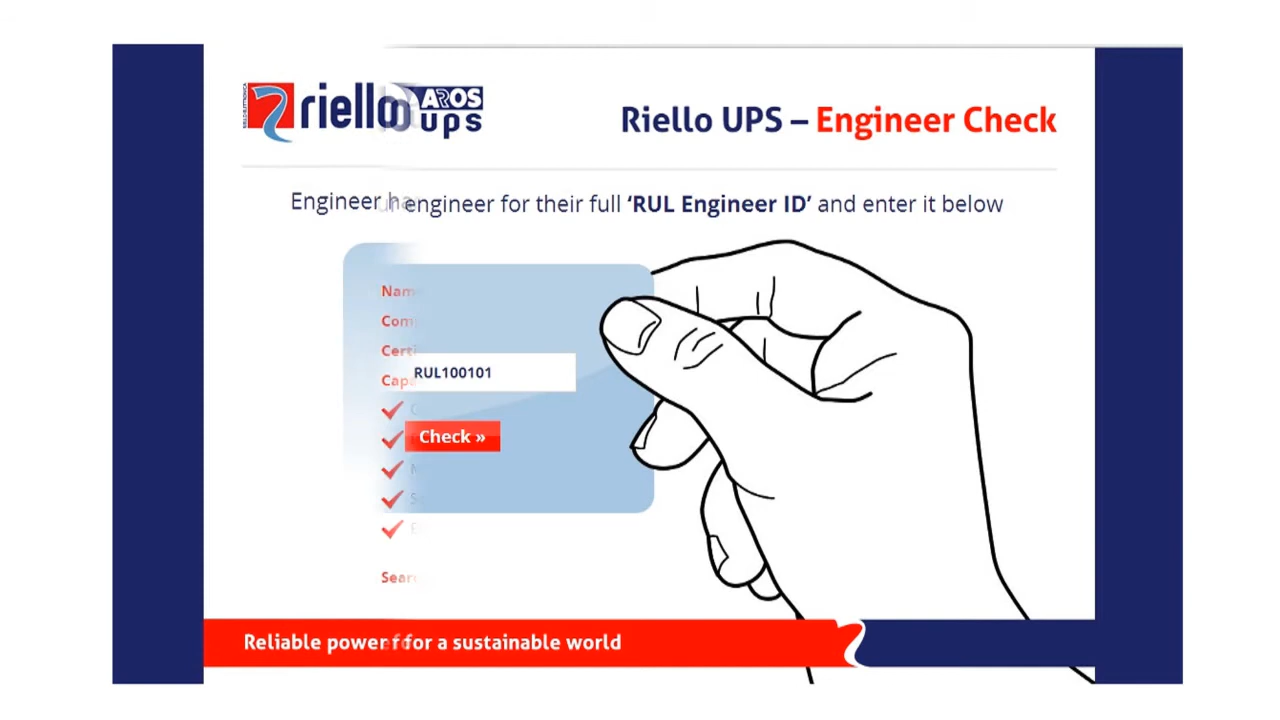 riello
AROS
ups
Riello UPS – Engineer Check
Engineer
engineer for their full ‘RUL Engineer ID’ and enter it below
RUL100101
Check »
Reliable power for a sustainable world